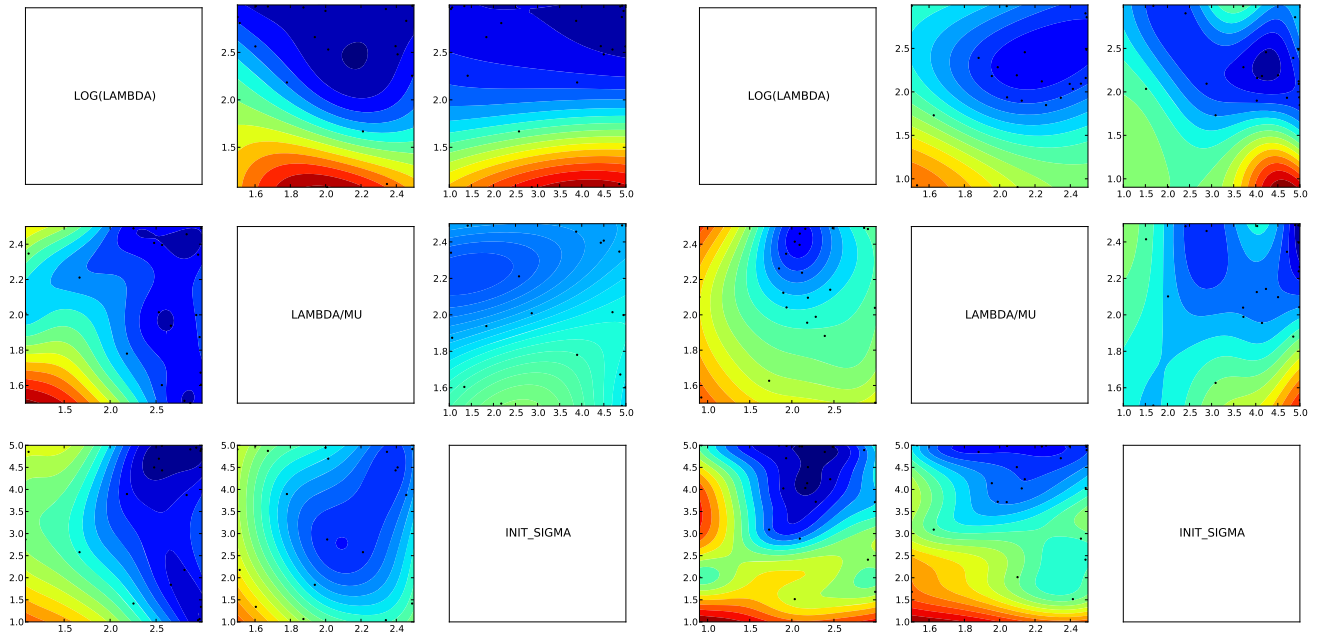 2.5 2.5 2.5 2.5
LOG(LAMBDA) 2.0 2.0 LOG(LAMBDA) 2.0 2.0
1.5 1.5 1.5 1.5
1.0 1.0
1.6 1.8 2.0 2.2 2.4 1.0 1.5 2.0 2.5 3.0 3.5 4.0 4.5 5.0 1.6 1.8 2.0 2.2 2.4 1.0 1.5 2.0 2.5 3.0 3.5 4.0 4.5 5.0
2.4 2.4 2.4 2.4
2.2 2.2 2.2 2.2
2.0 LAMBDA/MU 2.0 2.0 LAMBDA/MU 2.0
1.8 1.8 1.8 1.8
1.6 1.6 1.6 1.6
1.5 2.0 2.5 1.0 1.5 2.0 2.5 3.0 3.5 4.0 4.5 5.0 1.0 1.5 2.0 2.5 1.0 1.5 2.0 2.5 3.0 3.5 4.0 4.5 5.0
5.0 5.0 5.0 5.0
4.5 4.5 4.5 4.5
4.0 4.0 4.0 4.0
3.5 3.5 3.5 3.5
3.0 3.0 INIT_SIGMA 3.0 3.0 INIT_SIGMA
2.5 2.5 2.5 2.5
2.0 2.0 2.0 2.0
1.5 1.5 1.5 1.5
1.0 1.0 1.0 1.0
1.5 2.0 2.5 1.6 1.8 2.0 2.2 2.4 1.0 1.5 2.0 2.5 1.6 1.8 2.0 2.2 2.4